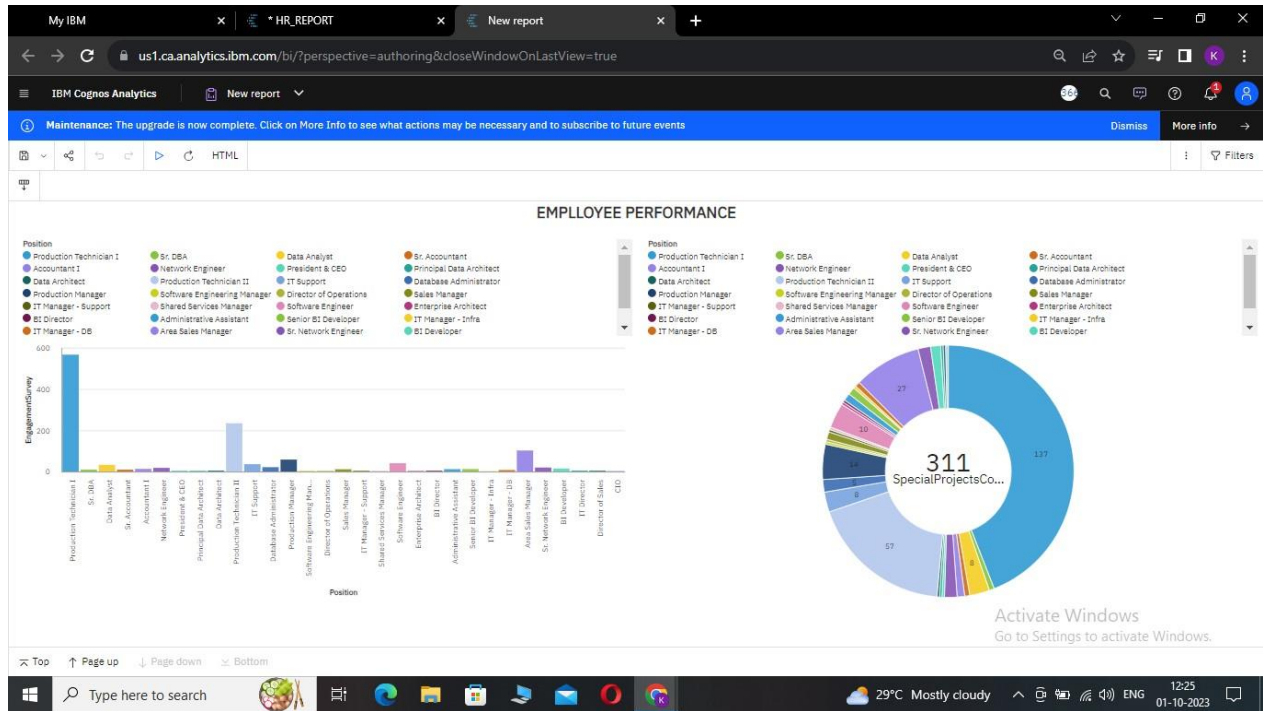 My IBM
* HR_REPORT
New report
us1.ca.analytics.ibm.com/bi/?perspective=authoring&closeWindowOnLastView=true
K
IBM Cognos Analytics
New report
1
Maintenance: The upgrade is now complete. Click on More Info to see what actions may be necessary and to subscribe to future events
Dismiss
More info
HTML
Filters
EMPLLOYEE PERFORMANCE
Position
Production Technician I Sr. DBA Data Analyst Sr. Accountant
Accountant I Network Engineer President & CEO Principal Data Architect
Data Architect Production Technician II IT Support Database Administrator
Production Manager Software Engineering Manager Director of Operations Sales Manager
IT Manager - Support Shared Services Manager Software Engineer Enterprise Architect
BI Director Administrative Assistant Senior BI Developer IT Manager - Infra
IT Manager - DB Area Sales Manager Sr. Network Engineer BI Developer
600
400
200
0
EngagementSurvey
Production Technician I
Sr. DBA
Data Analyst
Sr. Accountant
Accountant I
Network Engineer
President & CEO
Principal Data Architect
Data Architect
Production Technician II
IT Support
Database Administrator
Production Manager
Software Engineering Man...
Director of Operations
Sales Manager
IT Manager - Support
Shared Services Manager
Software Engineer
Enterprise Architect
BI Director
Administrative Assistant
Senior BI Developer
IT Manager - Infra
IT Manager - DB
Area Sales Manager
Sr. Network Engineer
BI Developer
IT Director
Director of Sales
CIO
Position
Position
Production Technician I Sr. DBA Data Analyst Sr. Accountant
Accountant I Network Engineer President & CEO Principal Data Architect
Data Architect Production Technician II IT Support Database Administrator
Production Manager Software Engineering Manager Director of Operations Sales Manager
IT Manager - Support Shared Services Manager Software Engineer Enterprise Architect
BI Director Administrative Assistant Senior BI Developer IT Manager - Infra
IT Manager - DB Area Sales Manager Sr. Network Engineer BI Developer
27
10
14
8
57
8
137
311
SpecialProjectsCo...
Activate Windows
Go to Settings to activate Windows.
Top
Page up
Page down
Bottom
Type here to search
29°C Mostly cloudy
ENG
12:25
01-10-2023